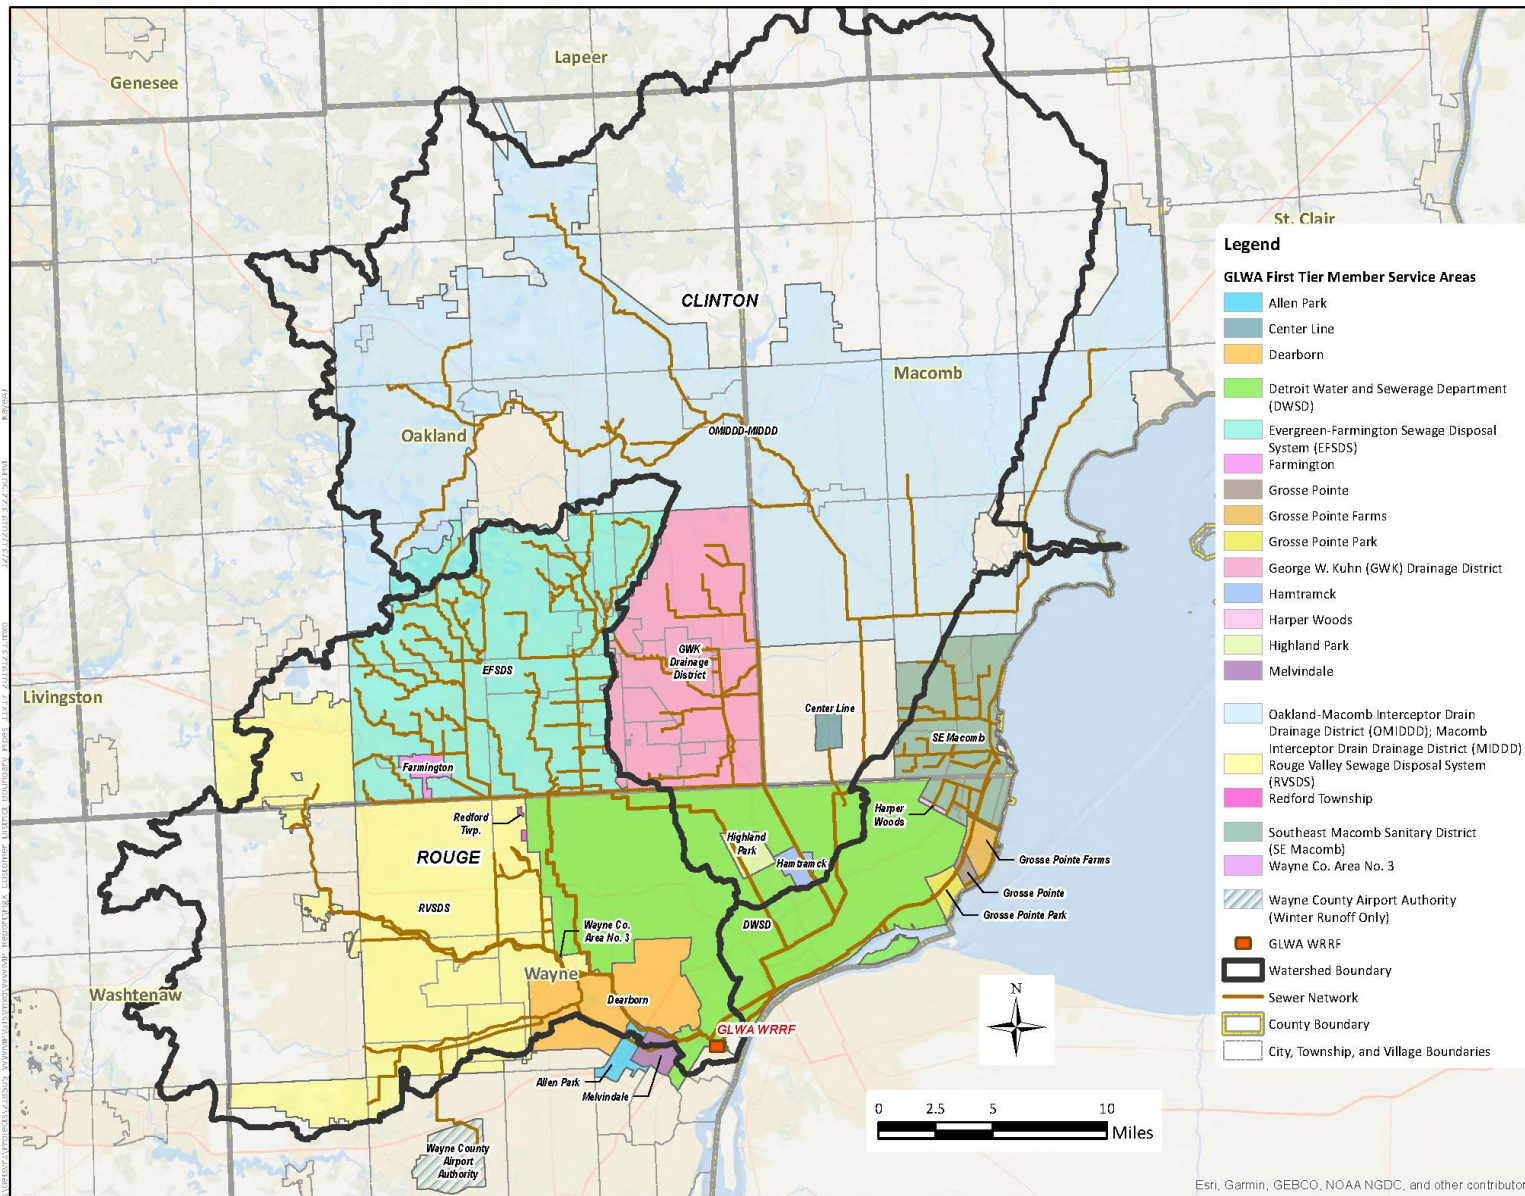 Lapeer
Genesee
St. Clair
CLINTON
Macomb
Oakland
OMIDDD-MIDDD
Livingston
EFSDS
GWK
Drainage
District
Center Line
SE Macomb
Farmington
Redford
Twp.
Harper
Woods
Highland
Park
Hamtramck
Grosse Pointe Farms
ROUGE
Grosse Pointe
Grosse Pointe Park
RVSDS
Wayne Co.
Area No. 3
DWSD
Wayne
Washtenaw
Dearborn
GLWA WRRF
Allen Park
Melvindale
Wayne County
Airport
Authority
N
0 2.5 5 10
Miles
Legend
GLWA First Tier Member Service Areas
Allen Park
Center Line
Dearborn
Detroit Water and Sewerage Department
(DWSD)
Evergreen-Farmington Sewage Disposal
System (EFSDS)
Farmington
Grosse Pointe
Grosse Pointe Farms
Grosse Pointe Park
George W. Kuhn (GWK) Drainage District
Hamtramck
Harper Woods
Highland Park
Melvindale
Oakland-Macomb Interceptor Drain
Drainage District (OMIDDD); Macomb
Interceptor Drain Drainage District (MIDDD)
Rouge Valley Sewage Disposal System
(RVSDS)
Redford Township
Southeast Macomb Sanitary District
(SE Macomb)
Wayne Co. Area No. 3
Wayne County Airport Authority
(Winter Runoff Only)
GLWA WRRF
Watershed Boundary
Sewer Network
County Boundary
City, Township, and Village Boundaries
Esri, Garmin, GEBCO, NOAA NGDC, and other contributor